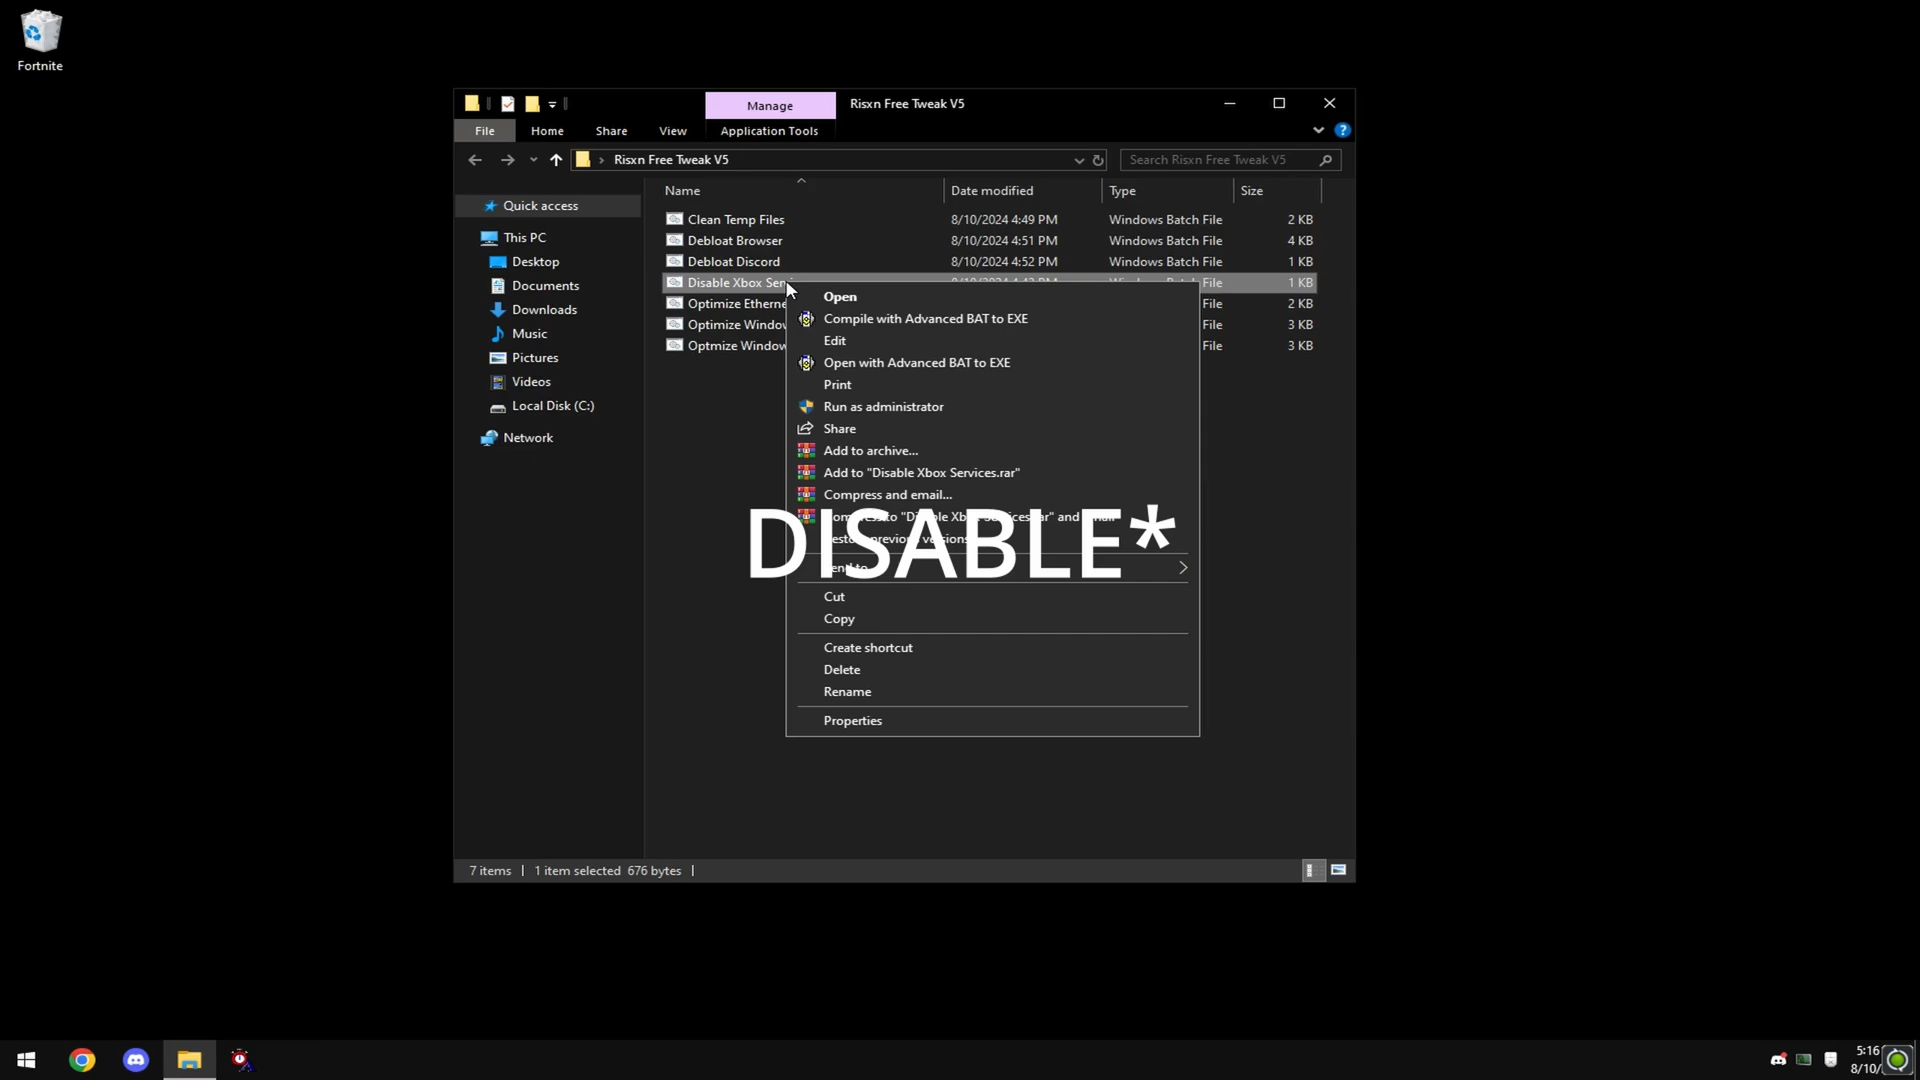 Fortnite
Manage
Risxn Free Tweak V5
File
Home
Share
View
Application Tools
Risxn Free Tweak V5
Search Risxn Free Tweak V5
Name
Date modified
Type
Size
Quick access
This PC
Desktop
Documents
Downloads
Music
Pictures
Videos
Local Disk (C:)
Network
Clean Temp Files 8/10/2024 4:49 PM Windows Batch File 2 KB
Debloat Browser 8/10/2024 4:51 PM Windows Batch File 4 KB
Debloat Discord 8/10/2024 4:52 PM Windows Batch File 1 KB
Disable Xbox File 1 KB
Optimize File 2 KB
Optimize File 3 KB
Optmize File 3 KB
Open
Compile with Advanced BAT to EXE
Edit
Open with Advanced BAT to EXE
Print
Run as administrator
Share
Add to archive...
Add to "Disable Xbox Services.rar"
Compress and email...
DISABLE*
Cut
Copy
Create shortcut
Delete
Rename
Properties
7 items
1 item selected 676 bytes
5:16
8/10/